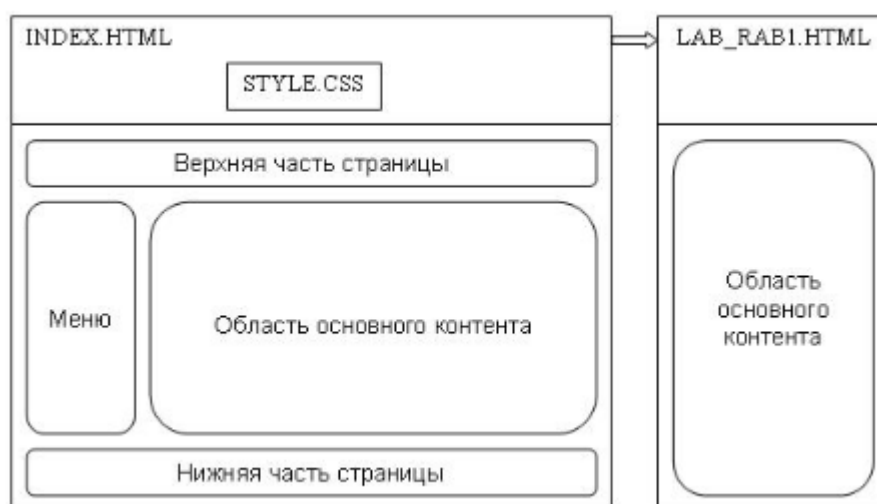 INDEX.HTML
STYLE.CSS
Верхняя часть страницы
Меню
Область основного контента
Нижняя часть страницы
LAB_RAB1.HTML
Область
основного
контента